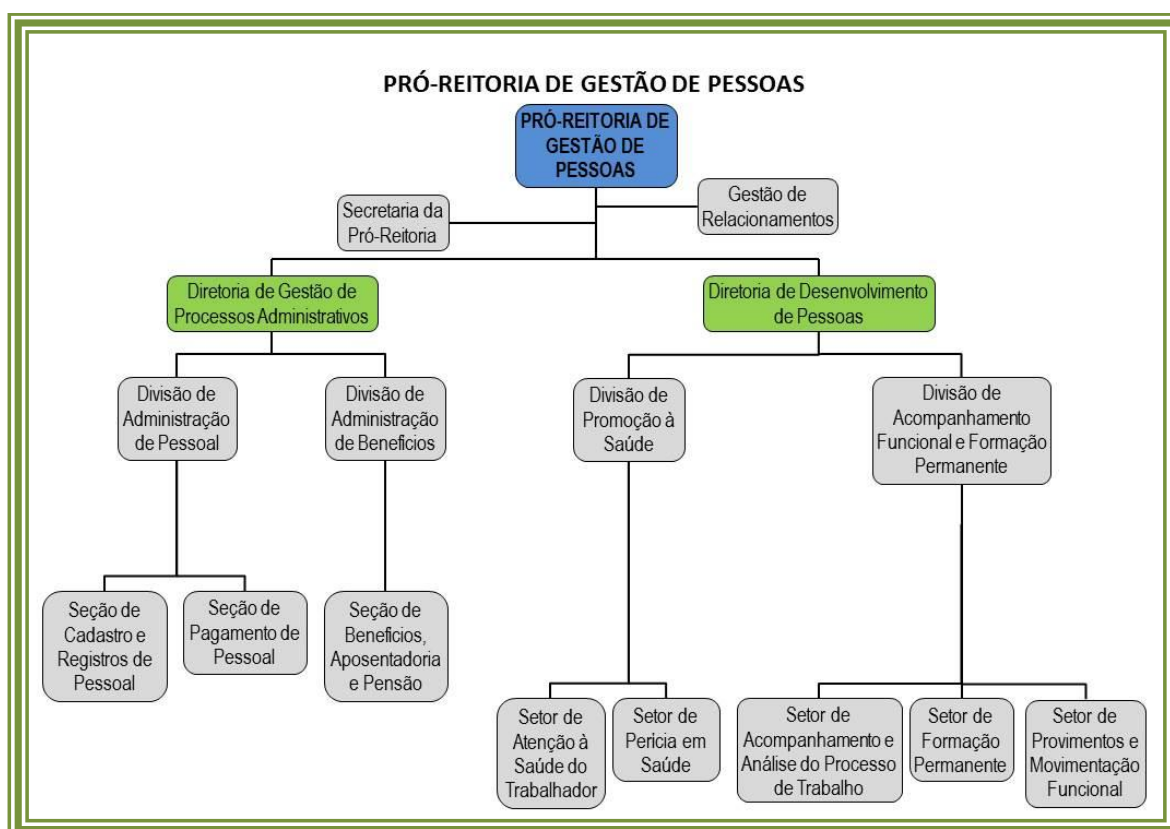 PRÓ-REITORIA DE GESTÃO DE PESSOAS
PRÓ-REITORIA DE
GESTÃO DE
PESSOAS
Secretaria da
Pró-Reitoria
Gestão de
Relacionamentos
Diretoria de Gestão de
Processos Administrativos
Diretoria de Desenvolvimento
de Pessoas
Divisão de
Administração
de Pessoal
Divisão de
Administração
de Benefícios
Divisão de
Promoção à
Saúde
Divisão de
Acompanhamento
Funcional e Formação
Permanente
Seção de
Cadastro e
Registros de
Pessoal
Seção de
Pagamento de
Pessoal
Seção de
Benefícios,
Aposentadoria
e Pensão
Setor de
Atenção à
Saúde do
Trabalhador
Setor de
Perícia em
Saúde
Setor de
Acompanhamento e
Análise do Processo
de Trabalho
Setor de
Formação
Permanente
Setor de
Provimentos e
Movimentação
Funcional